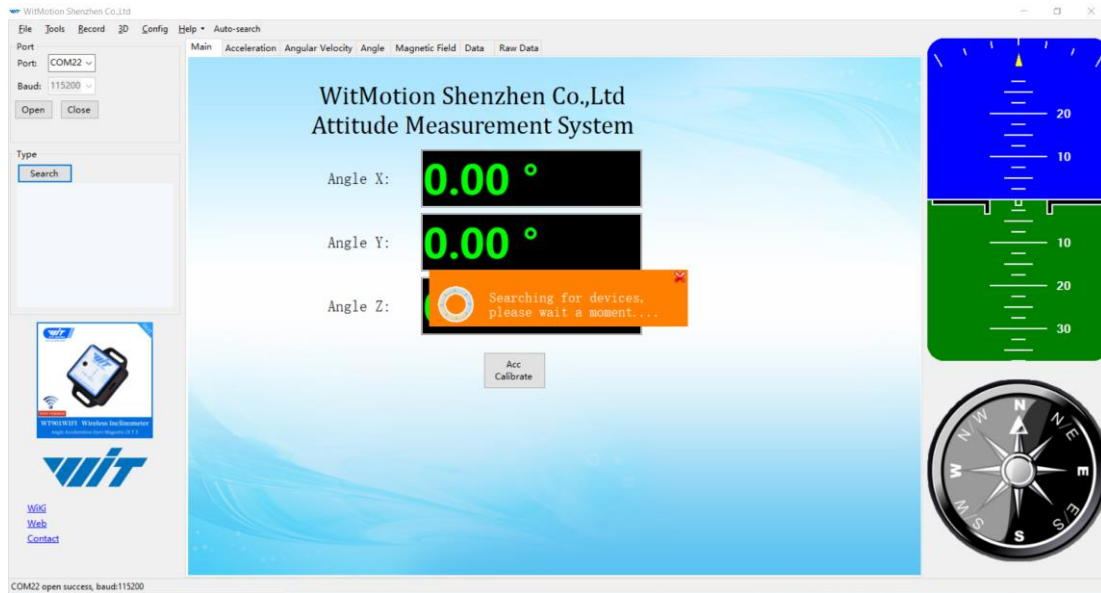 WitMotion Shenzhen Co.,Ltd
File Tools Record 3D Config Help Auto-search
Port
Port: COM22
Baud: 115200
Open Close
Type
Search
WIT
WT901WIFI Wireless Inclinometer
wiT
WiKi
Web
Contact
Main Acceleration Angular Velocity Angle Magnetic Field Data Raw Data
WitMotion Shenzhen Co.,Ltd
Attitude Measurement System
Angle X: 0.00 °
Angle Y: 0.00 °
Angle Z:
Searching for devices,
please wait a moment....
Acc
Calibrate
20
10
10
20
30
N
N/E
E
E/S
S
S/W
W
N/W
COM22 open success, baud:115200